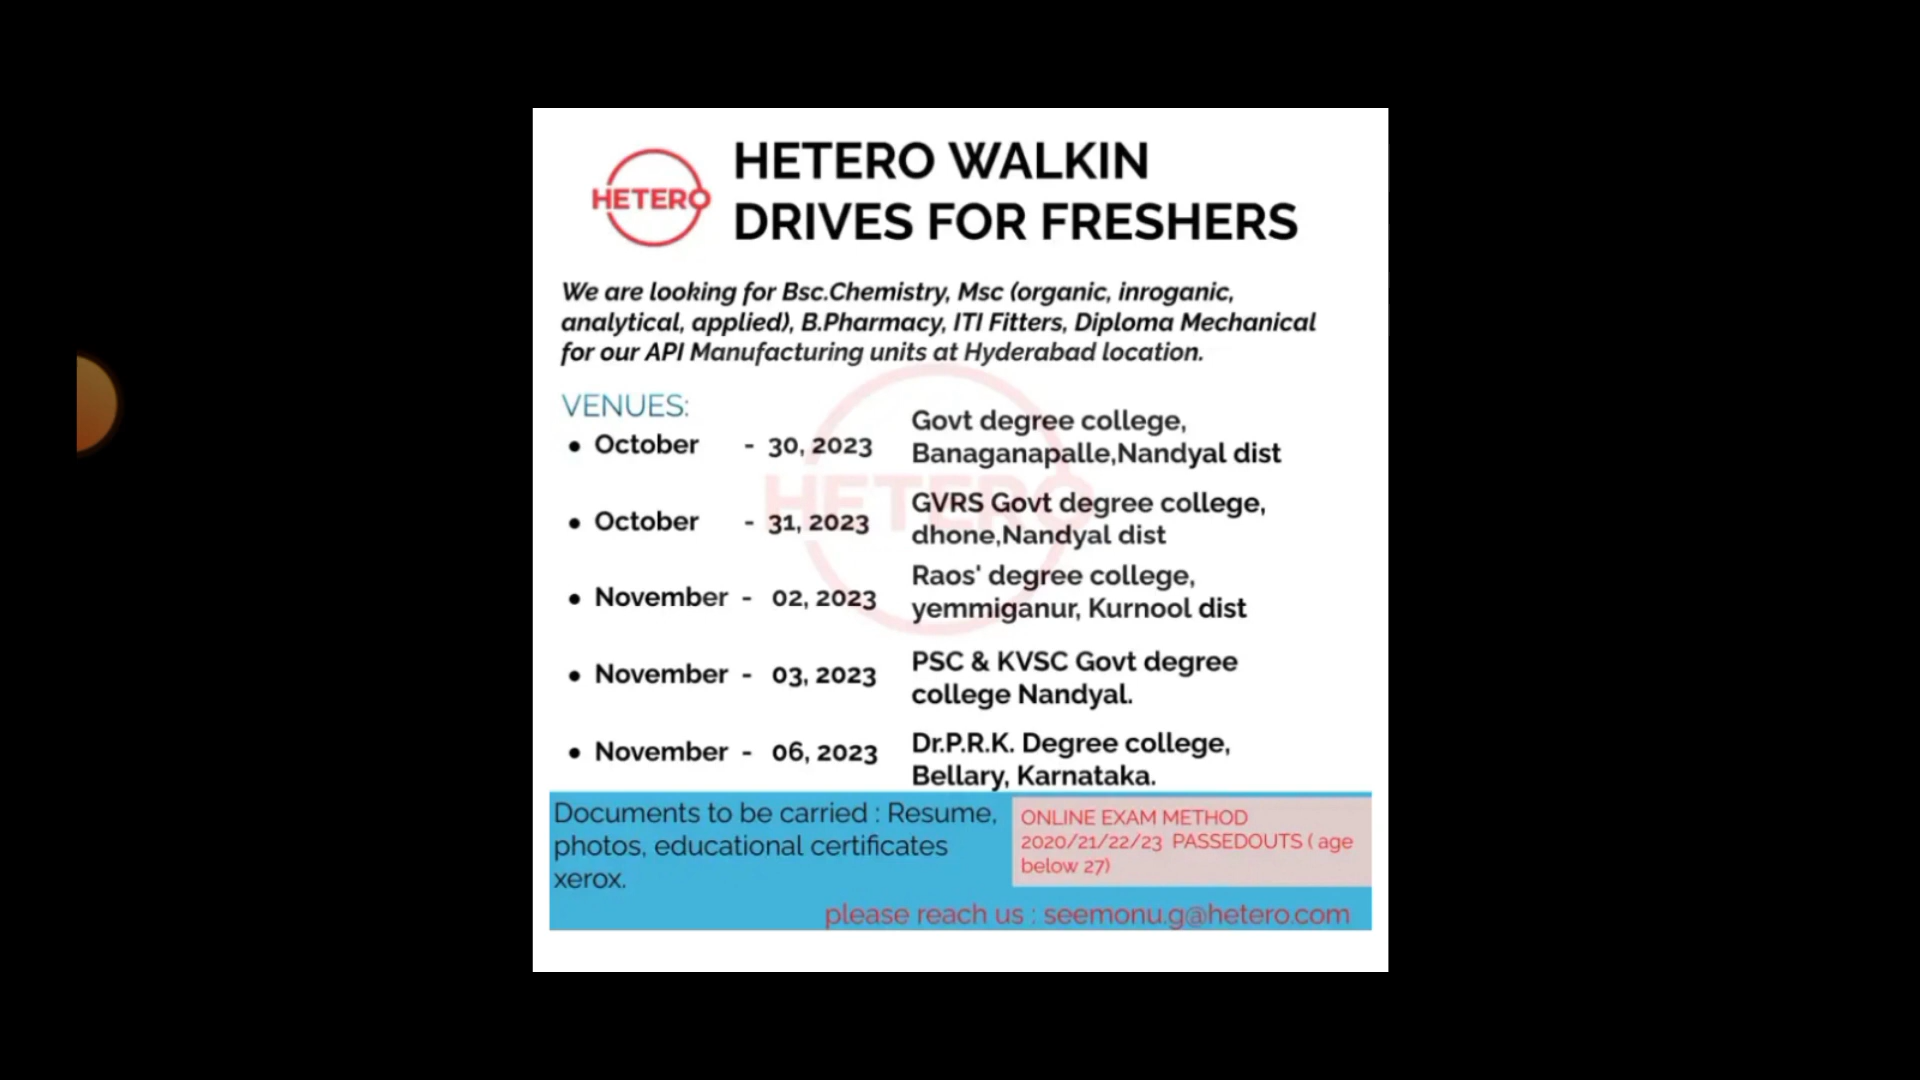 HETERO
HETERO WALKIN
DRIVES FOR FRESHERS
We are looking for Bsc.Chemistry, Msc (organic, inroganic,
analytical, applied), B.Pharmacy, ITI Fitters, Diploma Mechanical
for our API Manufacturing units at Hyderabad location.
VENUES:
• October - 30, 2023 Govt degree college,
Banaganapalle,Nandyal dist
HETERO
• October - 31, 2023 GVRS Govt degree college,
dhone,Nandyal dist
• November - 02, 2023 Raos' degree college,
yemmiganur, Kurnool dist
• November - 03, 2023 PSC & KVSC Govt degree
college Nandyal.
• November - 06, 2023 Dr.P.R.K. Degree college,
Bellary, Karnataka.
Documents to be carried : Resume,
photos, educational certificates
xerox.
ONLINE EXAM METHOD
2020/21/22/23 PASSEDOUTS ( age
below 27)
please reach us : seemonu.g@hetero.com